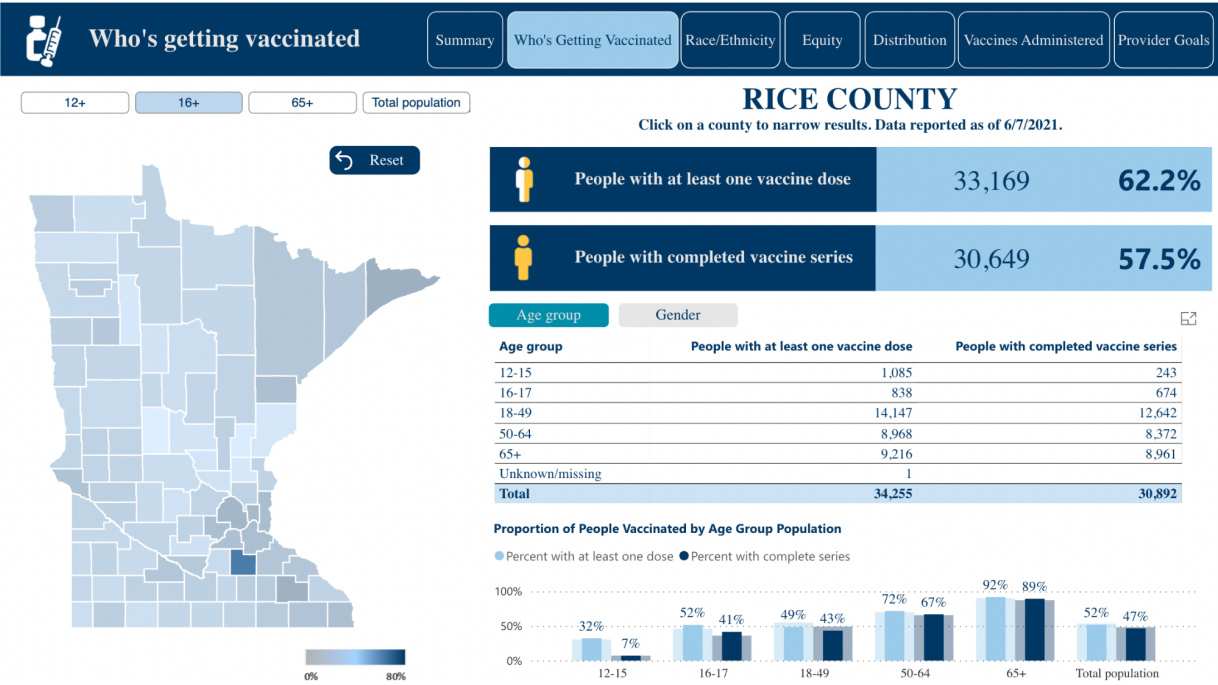 Who's getting vaccinated
Summary
Who's Getting Vaccinated
Race/Ethnicity
Equity
Distribution
Vaccines Administered
Provider Goals
12+
16+
65+
Total population
RICE COUNTY
Click on a county to narrow results. Data reported as of 6/7/2021.
Reset
People with at least one vaccine dose 33,169 62.2%
People with completed vaccine series 30,649 57.5%
Age group
Gender
Age group People with at least one vaccine dose People with completed vaccine series
12-15 1,085 243
16-17 838 674
18-49 14,147 12,642
50-64 8,968 8,372
65+ 9,216 8,961
Unknown/missing 1
Total 34,255 30,892
Proportion of People Vaccinated by Age Group Population
Percent with at least one dose Percent with complete series
100%
50%
0%
32% 7% 52% 41% 49% 43% 72% 67% 92% 89% 52% 47%
12-15 16-17 18-49 50-64 65+ Total population
0% 80%